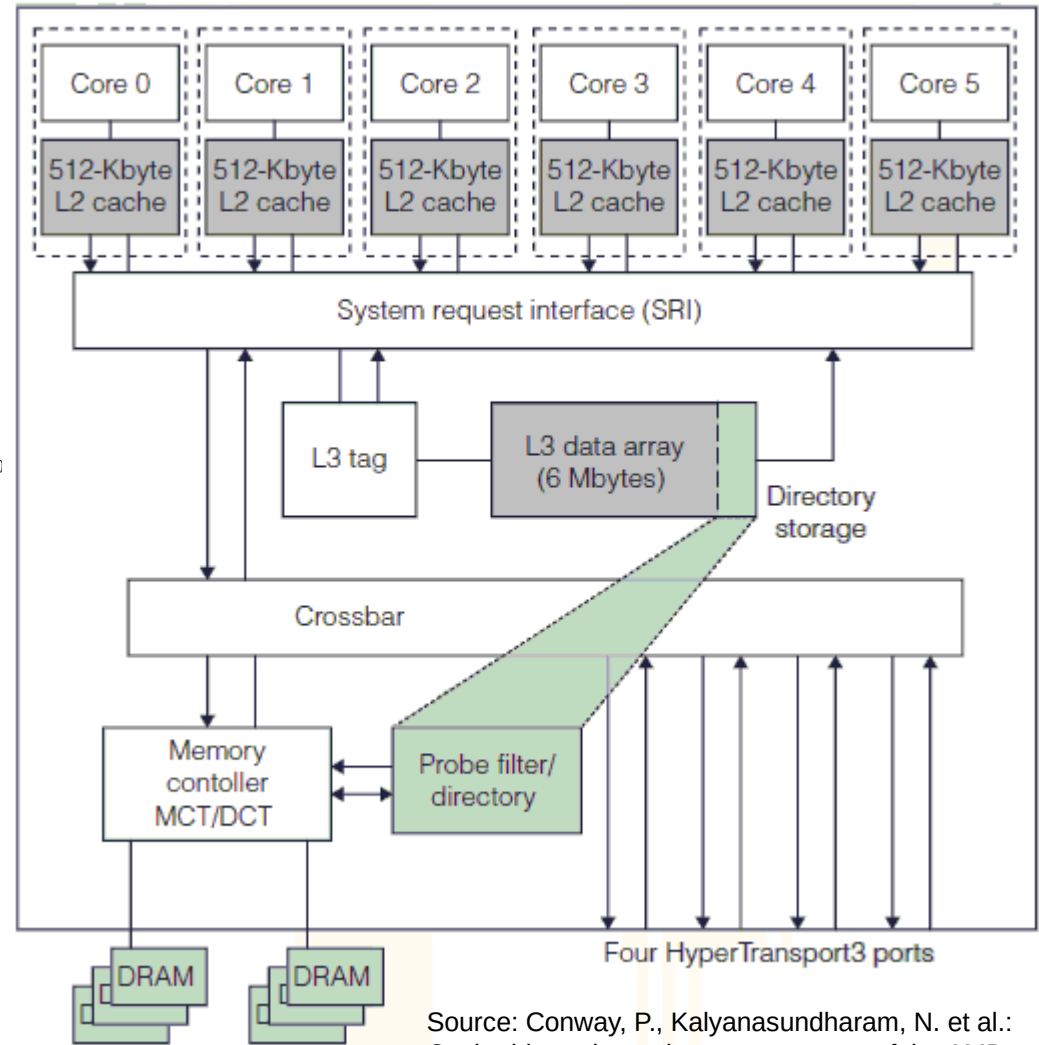 Core 0
Core 1
Core 2
Core 3
Core 4
Core 5
512-Kbyte
L2 cache
512-Kbyte
L2 cache
512-Kbyte
L2 cache
512-Kbyte
L2 cache
512-Kbyte
L2 cache
512-Kbyte
L2 cache
System request interface (SRI)
L3 tag
L3 data array
(6 Mbytes)
Directory
storage
Crossbar
Memory
contoller
MCT/DCT
Probe filter/
directory
DRAM
DRAM
Four HyperTransport3 ports
Source: Conway, P., Kalyanasundharam, N. et al.: